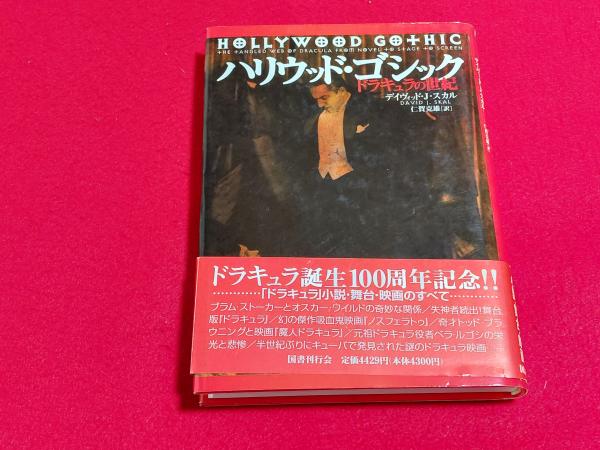 HOLLYWOOD GOTHIC
THE TANGLED WEB OF DRACULA FROM NOVEL TO STAGE TO SCREEN
ハリウッド・ゴシック
ドラキュラの世紀
デイヴィッド・J・スカル
DAVID J. SKAL
仁賀克雄[訳]
ドラキュラ誕生100周年記念!!
…………「ドラキュラ」小説・舞台・映画のすべて…………
ブラム・ストーカーとオスカー・ワイルドの奇妙な関係/失神者続出!舞台
版『ドラキュラ』/幻の傑作吸血鬼映画『ノスフェラトゥ』/奇才トッド・ブラ
ウニングと映画『魔人ドラキュラ』/元祖ドラキュラ役者ベラ・ルゴシの栄
光と悲惨/半世紀ぶりにキューバで発見された謎のドラキュラ映画……
国書刊行会 定価4429円(本体4300円)